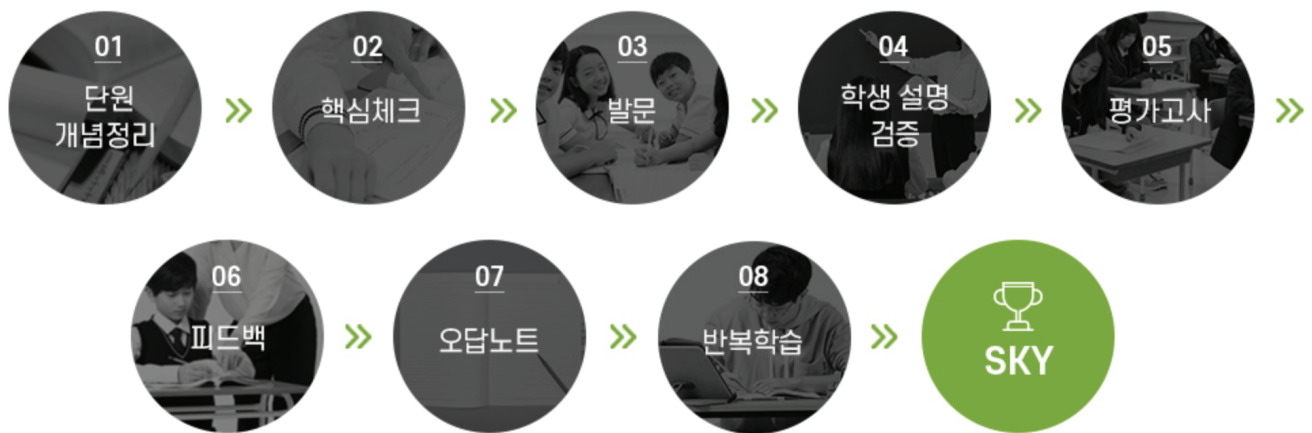 01
단원
개념정리
02
핵심체크
03
발문
04
학생 설명
검증
05
평가고사
06
피드백
07
오답노트
08
반복학습
SKY